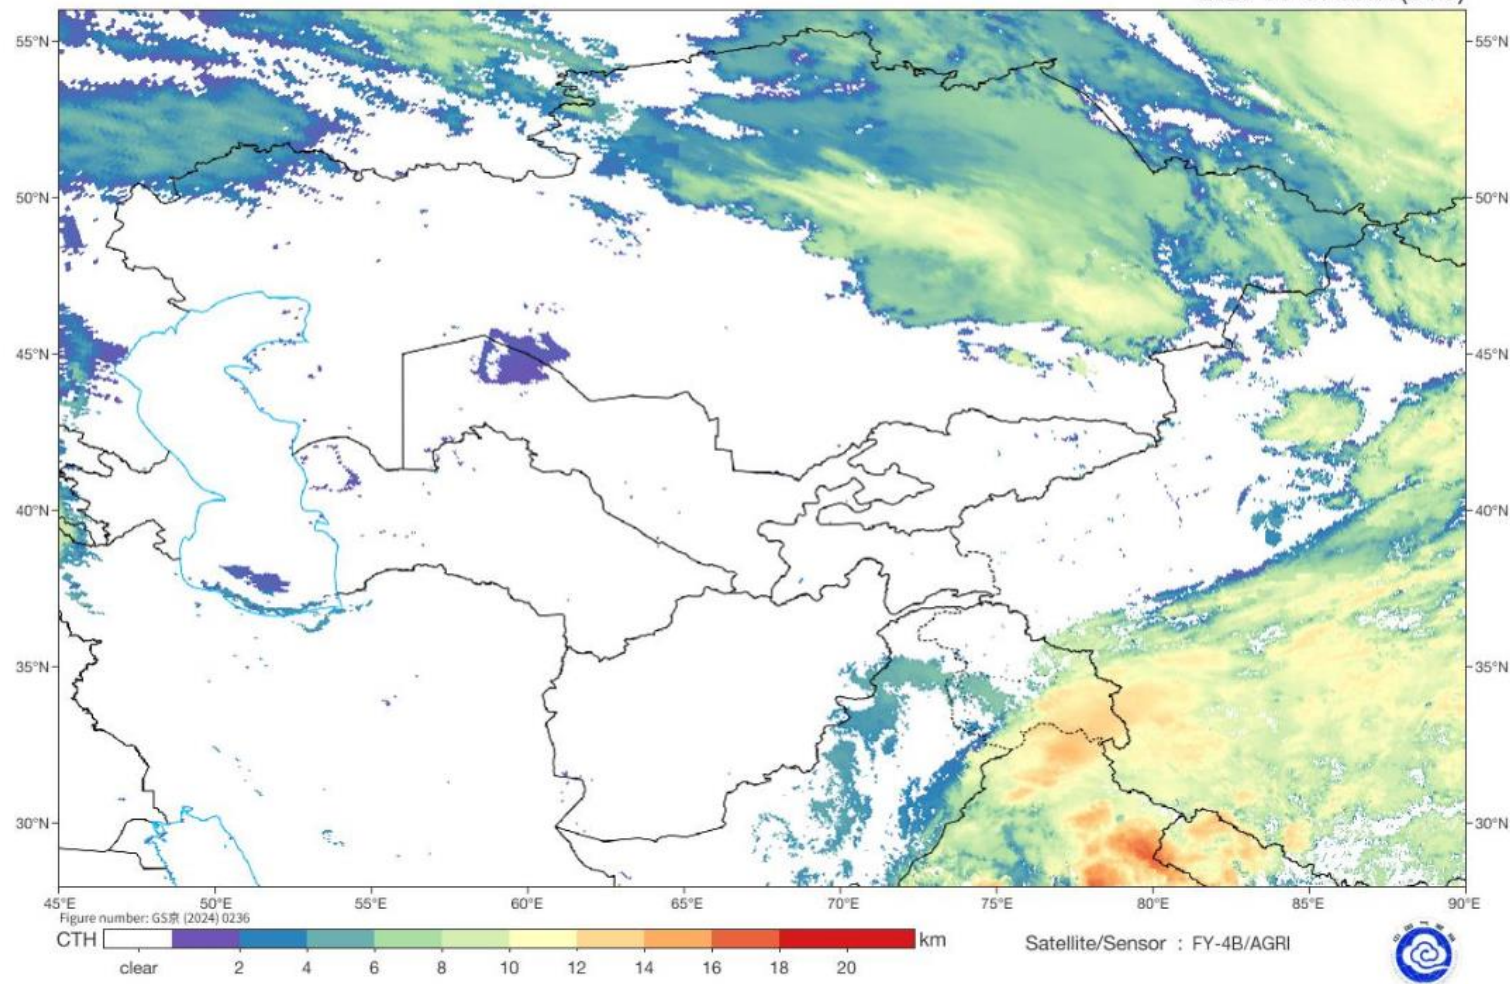 55°N 55°N
50°N 50°N
45°N 45°N
40°N 40°N
35°N 35°N
30°N 30°N
45°E 50°E 55°E 60°E 65°E 70°E 75°E 80°E 85°E 90°E
Figure number: GS京 (2024) 0236
CTH km
clear 2 4 6 8 10 12 14 16 18 20
Satellite/Sensor : FY-4B/AGRI